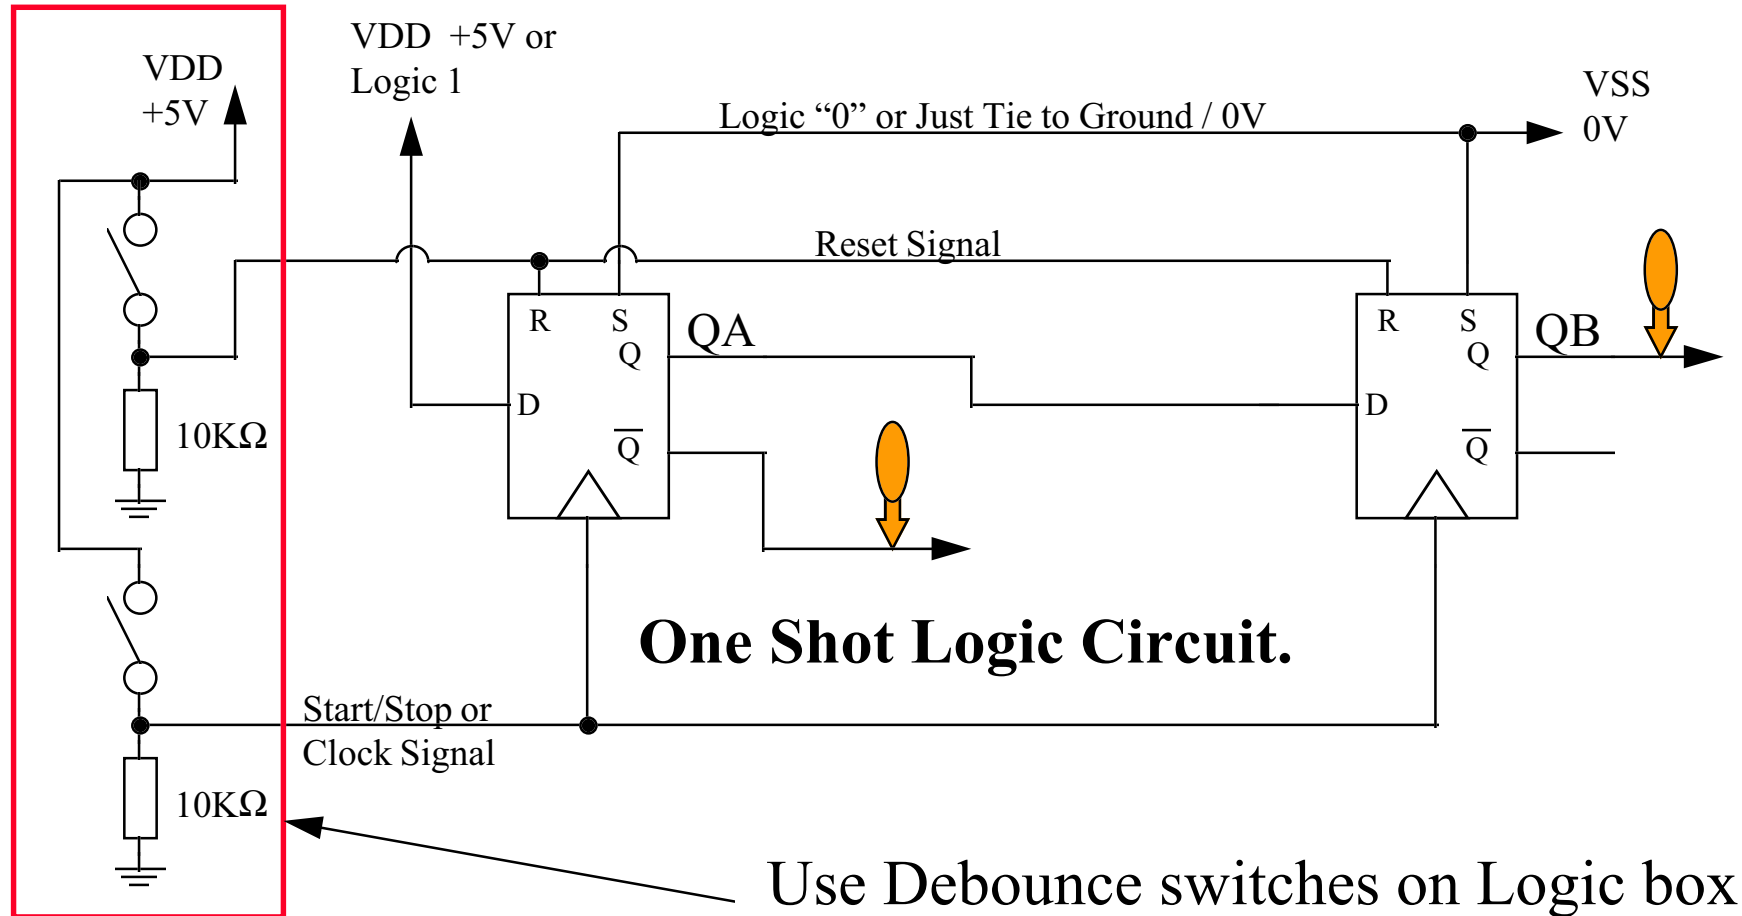 VDD
+5V
VDD +5V or
Logic 1
Logic “0” or Just Tie to Ground / 0V
VSS
0V
Reset Signal
R
S
Q
QA
D
Q̅
R
S
Q
QB
D
Q̅
10KΩ
One Shot Logic Circuit.
Start/Stop or
Clock Signal
10KΩ
Use Debounce switches on Logic box